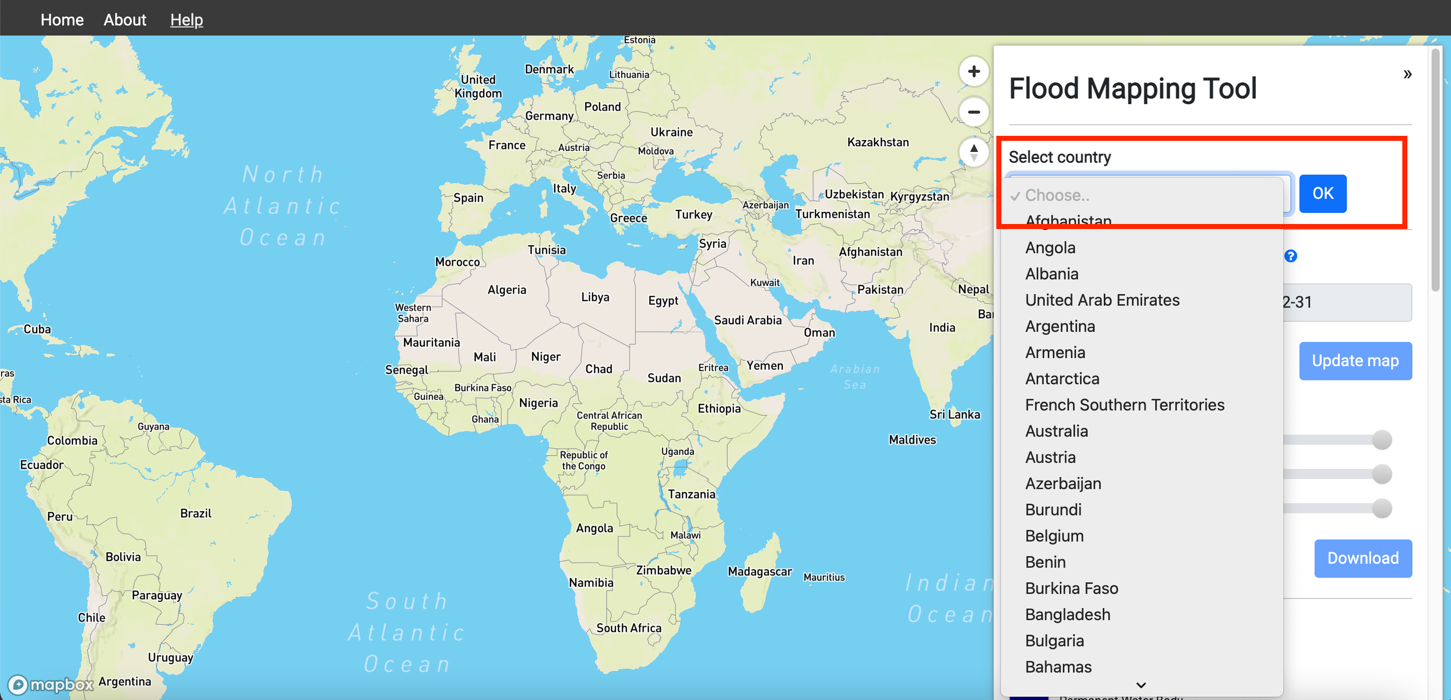 Home About Help
Estonia
Denmark
Lithuania
United
Kingdom
Poland
Germany
Ukraine
France
Austria
Moldova
Kazakhstan
Serbia
Italy
Spain
Uzbekistan
Kyrgyzstan
Azerbaijan
Greece
Turkey
Turkmenistan
Syria
Tunisia
Morocco
Iran
Afghanistan
Algeria
Libya
Egypt
Kuwait
Pakistan
Nepal
Western
Sahara
Saudi Arabia
Oman
India
Mauritania
Mali
Niger
Chad
Senegal
Sudan
Eritrea
Yemen
Arabian
Sea
Burkina Faso
Guinea
Nigeria
Ghana
Central African
Republic
Ethiopia
Sri Lanka
Maldives
Republic of
the Congo
Uganda
Tanzania
Angola
Malawi
Zimbabwe
Madagascar
Mauritius
Namibia
South Africa
North
Atlantic
Ocean
Cuba
Guyana
Colombia
Ecuador
Peru
Brazil
Bolivia
Paraguay
Chile
Uruguay
Argentina
South
Atlantic
Ocean
Indian
Ocean
mapbox
»
Flood Mapping Tool
Select country
✓ Choose..
OK
Afghanistan
Angola
Albania
United Arab Emirates
Argentina
Armenia
Antarctica
French Southern Territories
Australia
Austria
Azerbaijan
Burundi
Belgium
Benin
Burkina Faso
Bangladesh
Bulgaria
Bahamas
?
2-31
Update map
Download
Permanent Water Body